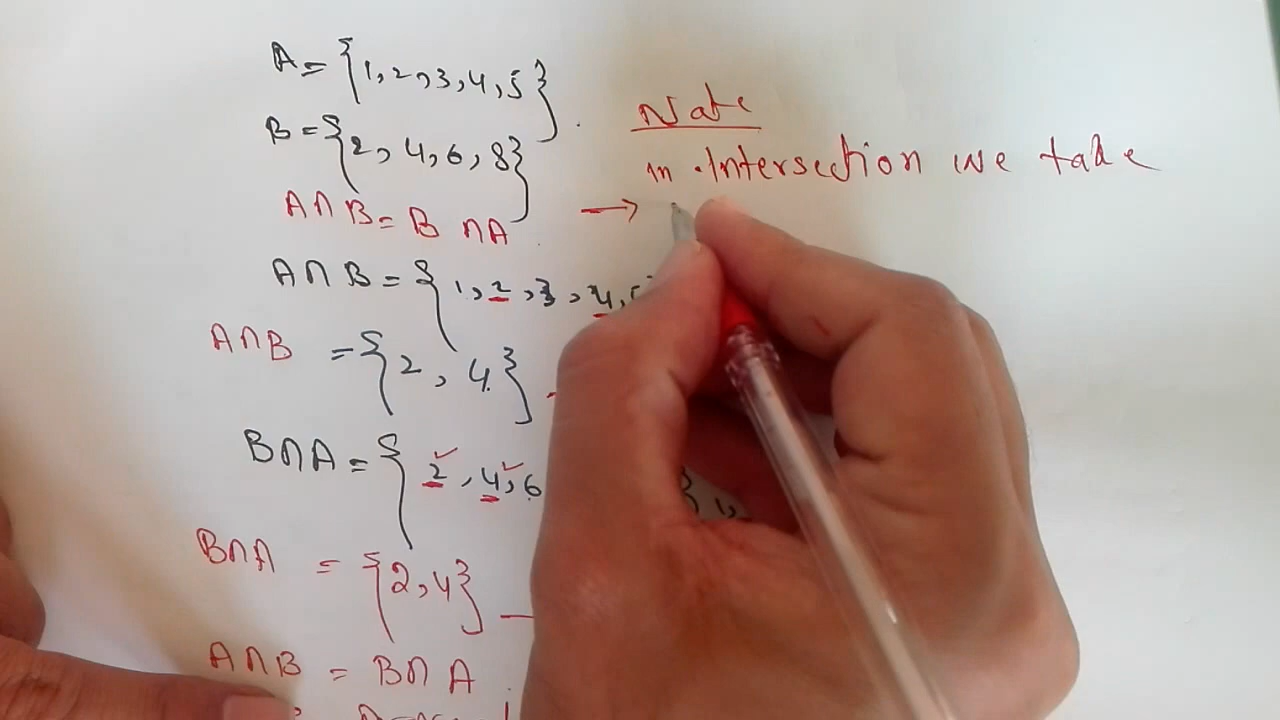 A = {1, 2, 3, 4, 5}.
B = {2, 4, 6, 8}
A∩B = B∩A.
Note
in Intersection we take
→
A∩B = {1, 2, 3, 4, 5
A∩B = {2, 4}
B∩A = {2, 4, 6
B∩A = {2, 4}
A∩B = B∩A.